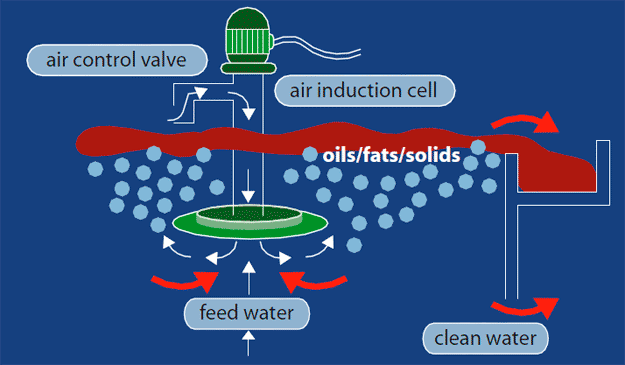 air control valve
air induction cell
oils/fats/solids
feed water
clean water